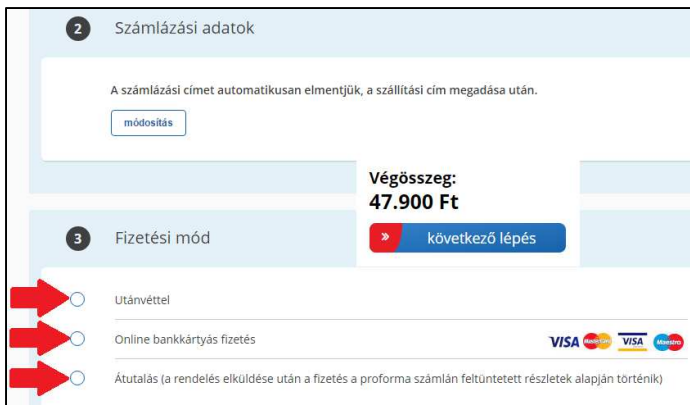 2 Számlázási adatok
A számlázási címet automatikusan elmentjük, a szállítási cím megadása után.
módosítás
Végösszeg:
47.900 Ft
» következő lépés
3 Fizetési mód
Utánvéttel
Online bankkártyás fizetés VISA MasterCard VISA Maestro
Átutalás (a rendelés elküldése után a fizetés a proforma számlán feltüntetett részletek alapján történik)